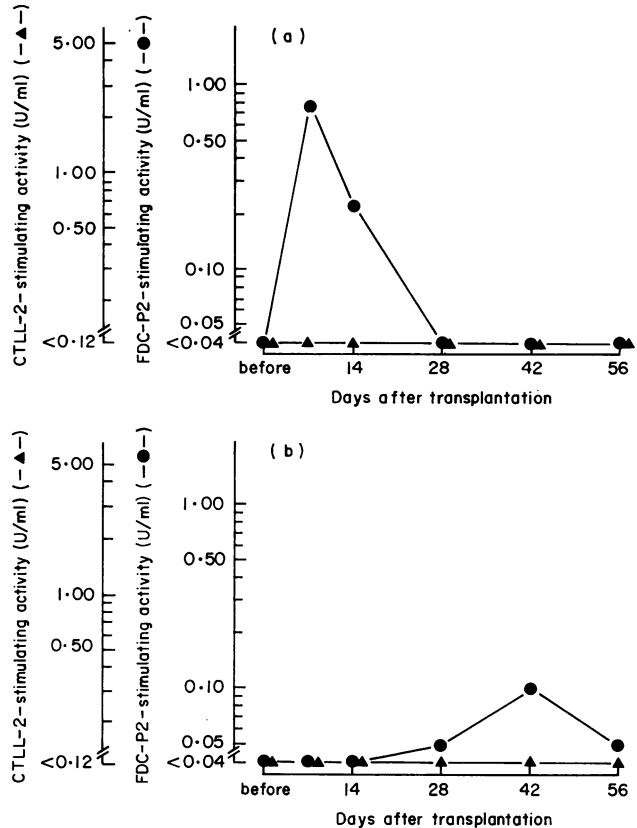 (a)
CTLL-2-stimulating activity (U/ml) (-▲-)
5·00
1·00
0·50
<0·12
FDC-P2-stimulating activity (U/ml) (-●-)
1·00
0·50
0·10
0·05
<0·04
before 14 28 42 56
Days after transplantation
(b)
CTLL-2-stimulating activity (U/ml) (-▲-)
5·00
1·00
0·50
<0·12
FDC-P2-stimulating activity (U/ml) (-●-)
1·00
0·50
0·10
0·05
<0·04
before 14 28 42 56
Days after transplantation